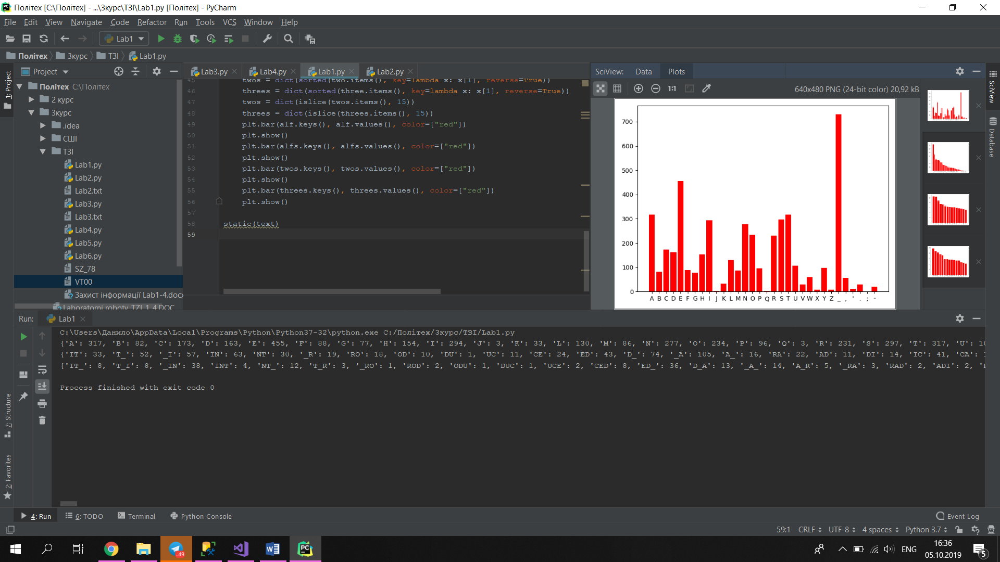 Політех [C:\Політех] - ...\3курс\ТЗІ\Lab1.py [Політех] - PyCharm
File Edit View Navigate Code Refactor Run Tools VCS Window Help
Lab1
Політех 3курс ТЗІ Lab1.py
1: Project
Project
Lab3.py Lab4.py Lab1.py Lab2.py
SciView: Data Plots
Політех C:\Політех
2 курс
3курс
.idea
СШІ
ТЗІ
Lab1.py
Lab2.py
Lab2.txt
Lab3.py
Lab3.txt
Lab4.py
Lab5.py
Lab6.py
SZ_78
VT00
Захист інформації Lab1-4.docx
Laboratorni_roboty_TZI_1_4.DOC
45 twos = dict(sorted(two.items(), key=lambda x: x[1], reverse=True))
46 threes = dict(sorted(three.items(), key=lambda x: x[1], reverse=True))
47 twos = dict(islice(twos.items(), 15))
48 threes = dict(islice(threes.items(), 15))
49 plt.bar(alf.keys(), alf.values(), color=["red"])
50 plt.show()
51 plt.bar(alfs.keys(), alfs.values(), color=["red"])
52 plt.show()
53 plt.bar(twos.keys(), twos.values(), color=["red"])
54 plt.show()
55 plt.bar(threes.keys(), threes.values(), color=["red"])
56 plt.show()
57
58 static(text)
59
1:1 640x480 PNG (24-bit color) 20,92 kB
700
600
500
400
300
200
100
0
A B C D E F G H I J K L M N O P Q R S T U V W X Y Z _ , ' . ; -
SciView
Database
Run: Lab1
C:\Users\Данило\AppData\Local\Programs\Python\Python37-32\python.exe C:/Політех/3курс/ТЗІ/Lab1.py
{'A': 317, 'B': 82, 'C': 173, 'D': 163, 'E': 455, 'F': 88, 'G': 77, 'H': 154, 'I': 294, 'J': 3, 'K': 33, 'L': 130, 'M': 86, 'N': 277, 'O': 234, 'P': 96, 'Q': 3, 'R': 231, 'S': 297, 'T': 317, 'U': 10
{'IT': 33, 'T_': 52, '_I': 57, 'IN': 63, 'NT': 30, '_R': 19, 'RO': 18, 'OD': 10, 'DU': 1, 'UC': 11, 'CE': 24, 'ED': 43, 'D_': 74, '_A': 105, 'A_': 16, 'RA': 22, 'AD': 11, 'DI': 14, 'IC': 41, 'CA': 1
{'IT_': 8, 'T_I': 8, '_IN': 38, 'INT': 4, 'NT_': 12, 'T_R': 3, '_RO': 1, 'ROD': 2, 'ODU': 1, 'DUC': 1, 'UCE': 2, 'CED': 8, 'ED_': 36, 'D_A': 13, '_A_': 14, 'A_R': 5, '_RA': 3, 'RAD': 2, 'ADI': 2, 'D
Process finished with exit code 0
7: Structure
2: Favorites
4: Run 6: TODO Terminal Python Console Event Log
59:1 CRLF UTF-8 4 spaces Python 3.7
..49
ENG 16:36
05.10.2019
5